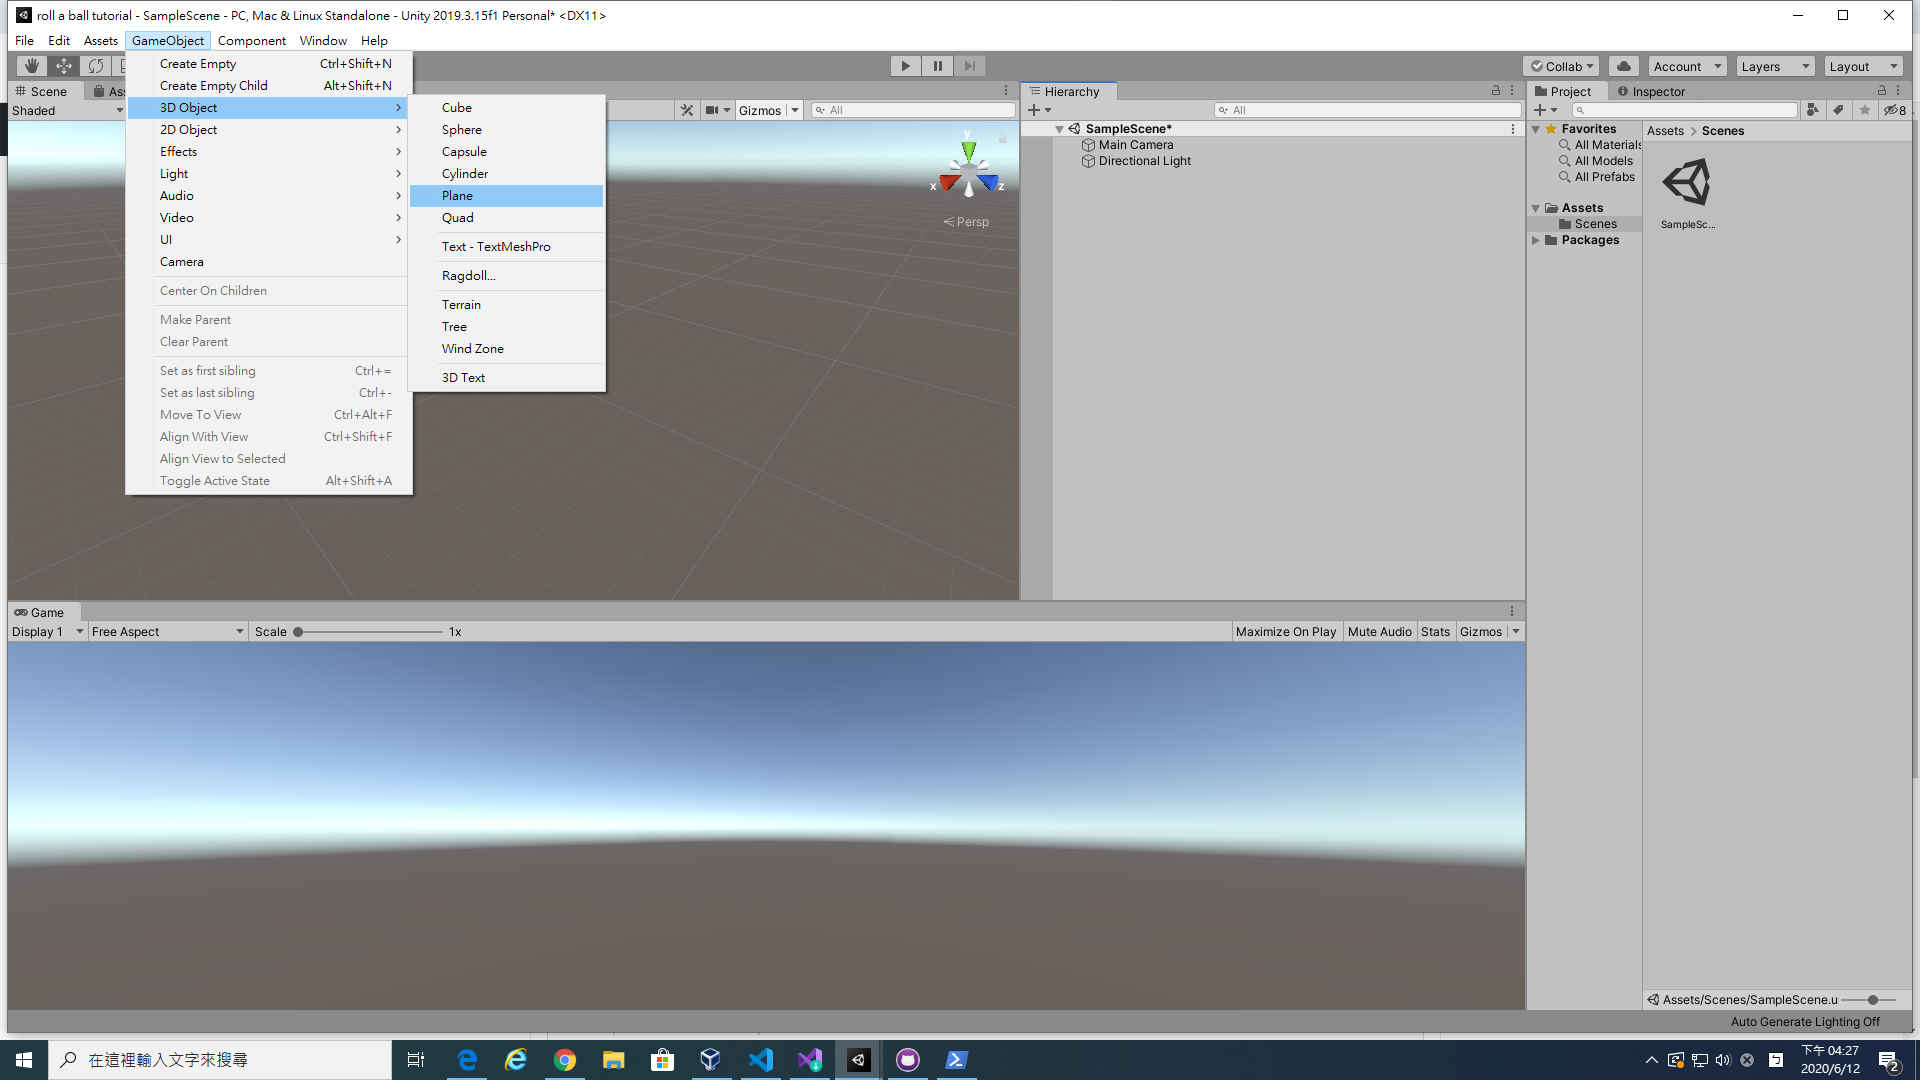 roll a ball tutorial - SampleScene - PC, Mac & Linux Standalone - Unity 2019.3.15f1 Personal* <DX11>
File Edit Assets GameObject Component Window Help
Collab Account Layers Layout
Scene Ass
Shaded
Gizmos All
Create Empty Ctrl+Shift+N
Create Empty Child Alt+Shift+N
3D Object
2D Object
Effects
Light
Audio
Video
UI
Camera
Center On Children
Make Parent
Clear Parent
Set as first sibling Ctrl+=
Set as last sibling Ctrl+-
Move To View Ctrl+Alt+F
Align With View Ctrl+Shift+F
Align View to Selected
Toggle Active State Alt+Shift+A
Cube
Sphere
Capsule
Cylinder
Plane
Quad
Text - TextMeshPro
Ragdoll...
Terrain
Tree
Wind Zone
3D Text
y
x z
Persp
Hierarchy
All
SampleScene*
Main Camera
Directional Light
Project Inspector
8
Favorites
All Materials
All Models
All Prefabs
Assets
Scenes
Packages
Assets > Scenes
SampleSc...
Assets/Scenes/SampleScene.u
Game
Display 1 Free Aspect Scale 1x Maximize On Play Mute Audio Stats Gizmos
Auto Generate Lighting Off
在這裡輸入文字來搜尋
下午 04:27
2020/6/12
2